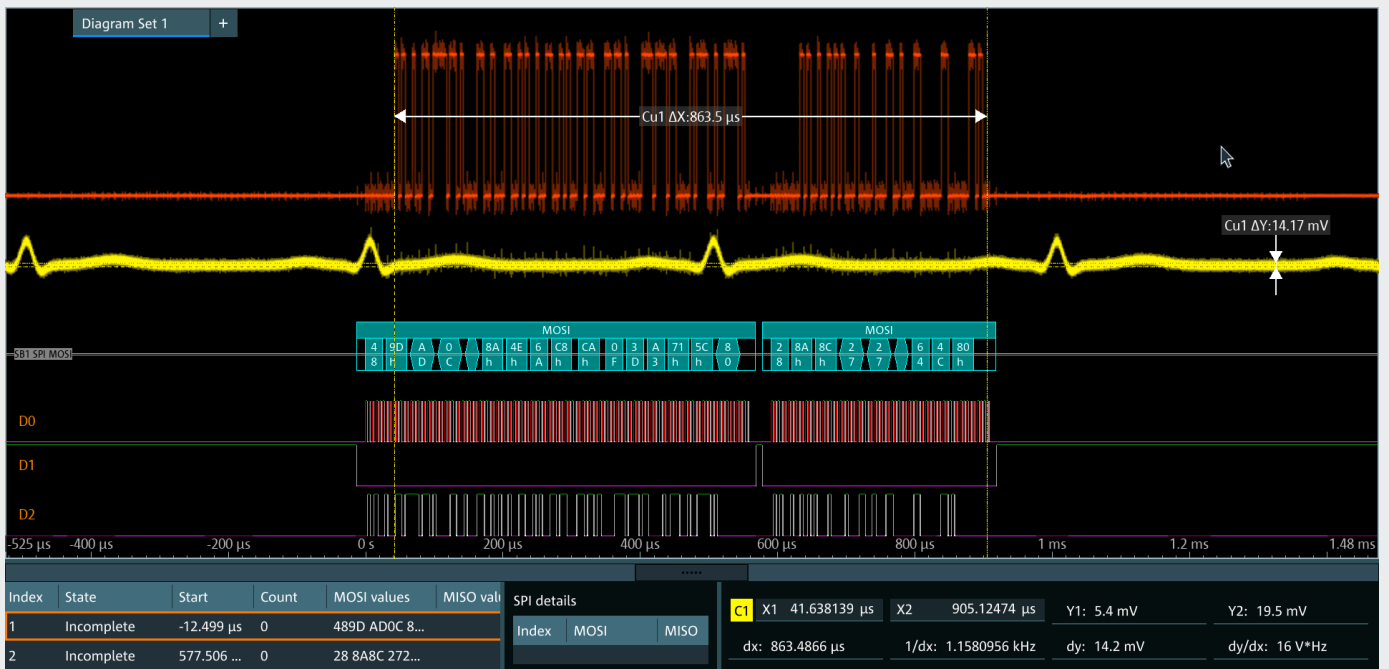 Diagram Set 1 +
Cu1 ΔX:863.5 µs
Cu1 ΔY:14.17 mV
MOSI MOSI
SB1 SPI MOSI
4 9D A 0 8A 4E 6 C8 CA 0 3 A 71 5C 8 2 8A 8C 2 2 6 4 80
8 h D C h h A h h F D 3 h h 0 8 h h 7 7 4 C h
D0
D1
D2
-525 µs -400 µs -200 µs 0 s 200 µs 400 µs 600 µs 800 µs 1 ms 1.2 ms 1.48 ms
Index State Start Count MOSI values MISO valu
1 Incomplete -12.499 µs 0 489D AD0C 8...
2 Incomplete 577.506 ... 0 28 8A8C 272...
SPI details
Index MOSI MISO
C1 X1 41.638139 µs X2 905.12474 µs Y1: 5.4 mV Y2: 19.5 mV
dx: 863.4866 µs 1/dx: 1.1580956 kHz dy: 14.2 mV dy/dx: 16 V*Hz